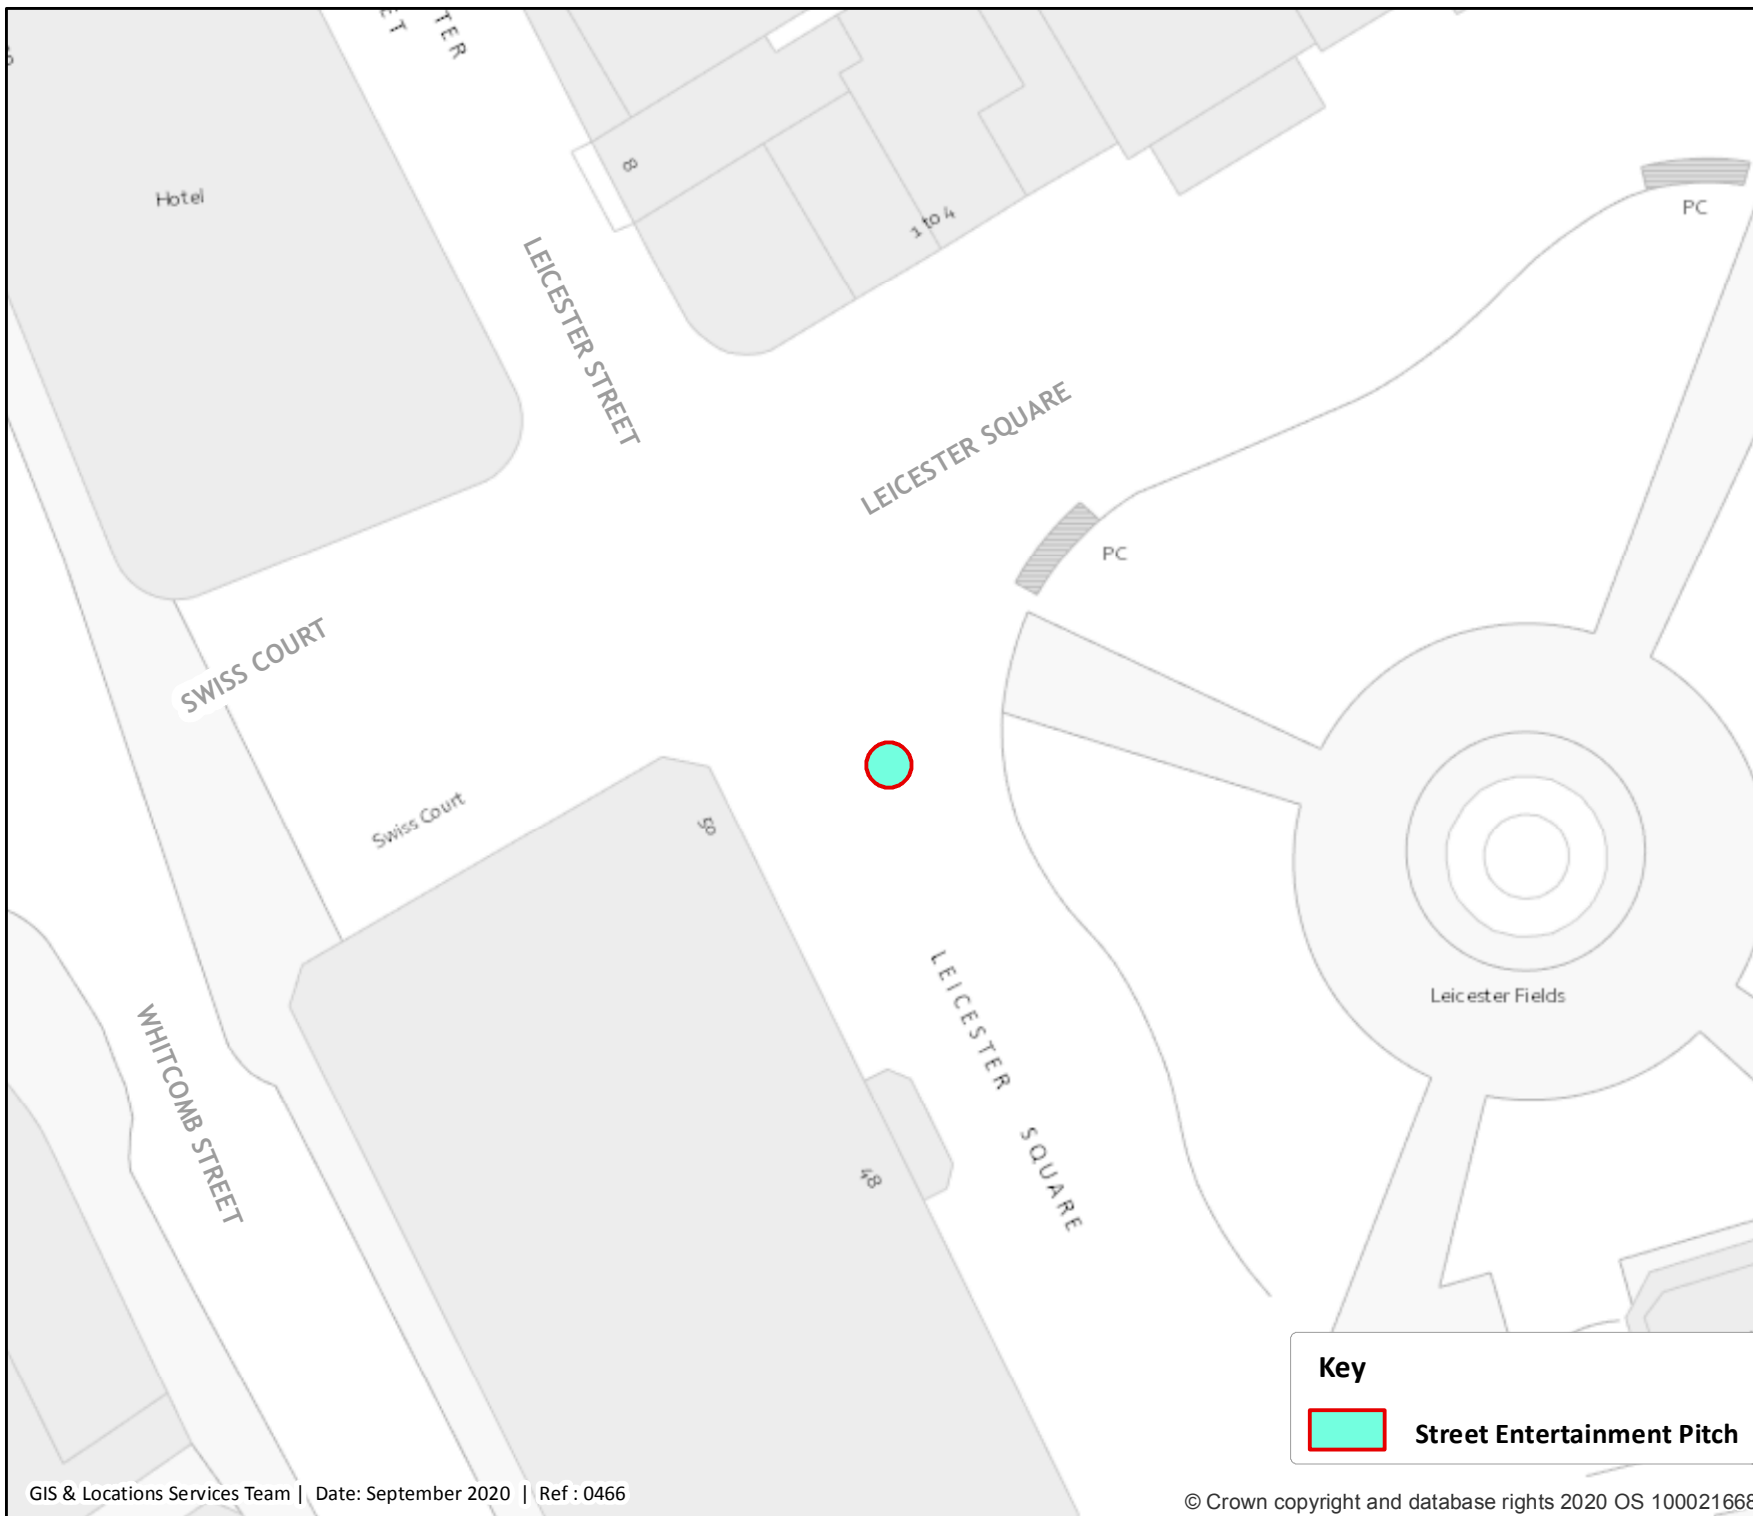 Hotel
8
1 to 4
PC
LEICESTER STREET
LEICESTER SQUARE
PC
SWISS COURT
Swiss Court
50
LEICESTER SQUARE
Leicester Fields
WHITCOMB STREET
48
Key
Street Entertainment Pitch
GIS & Locations Services Team | Date: September 2020 | Ref : 0466
© Crown copyright and database rights 2020 OS 100021668